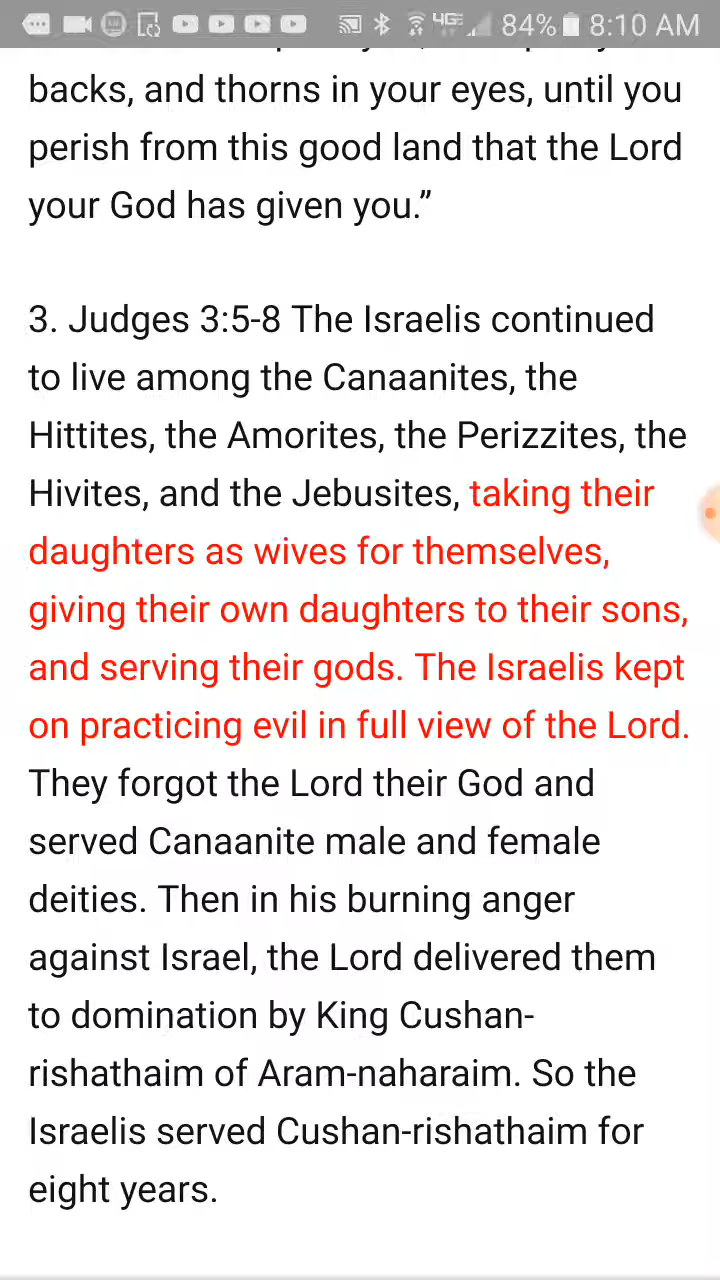 84% 8:10 AM
backs, and thorns in your eyes, until you
perish from this good land that the Lord
your God has given you.”
3. Judges 3:5-8 The Israelis continued
to live among the Canaanites, the
Hittites, the Amorites, the Perizzites, the
Hivites, and the Jebusites, taking their
daughters as wives for themselves,
giving their own daughters to their sons,
and serving their gods. The Israelis kept
on practicing evil in full view of the Lord.
They forgot the Lord their God and
served Canaanite male and female
deities. Then in his burning anger
against Israel, the Lord delivered them
to domination by King Cushan-
rishathaim of Aram-naharaim. So the
Israelis served Cushan-rishathaim for
eight years.